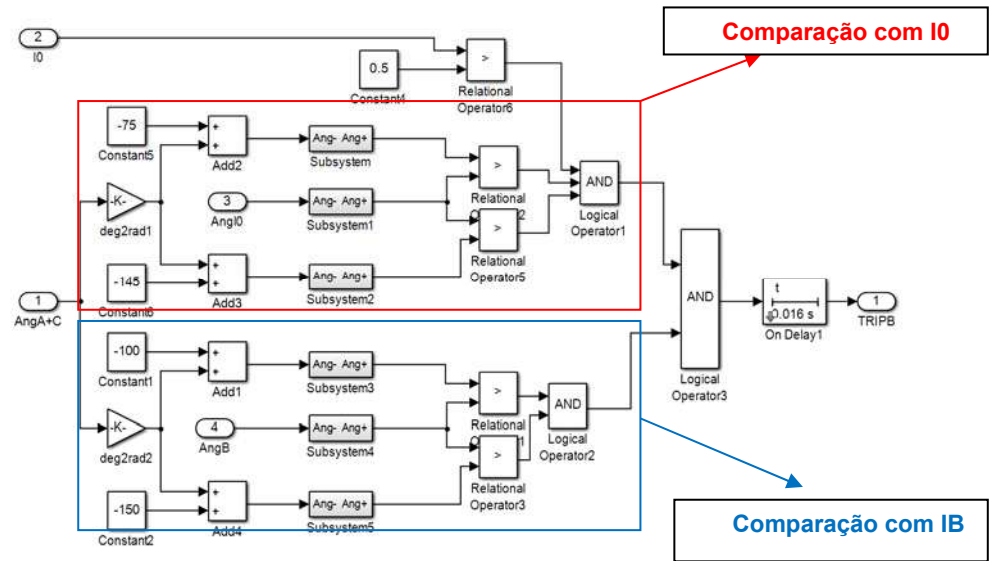 Comparação com I0
2
I0
0.5
Constant4
>
Relational
Operator6
-75
Constant5
+
+
Add2
Ang- Ang+
Subsystem
>
Relational
AND
Logical
Operator1
-K-
deg2rad1
3
AngI0
Ang- Ang+
Subsystem1
>
Relational
Operator5
-145
Constant6
+
+
Add3
Ang- Ang+
Subsystem2
1
AngA+C
AND
Logical
Operator3
t
0.016 s
On Delay1
1
TRIPB
-100
Constant1
+
+
Add1
Ang- Ang+
Subsystem3
>
Relational
AND
Logical
Operator2
-K-
deg2rad2
4
AngB
Ang- Ang+
Subsystem4
>
Relational
Operator3
-150
Constant2
+
+
Add4
Ang- Ang+
Subsystem5
Comparação com IB